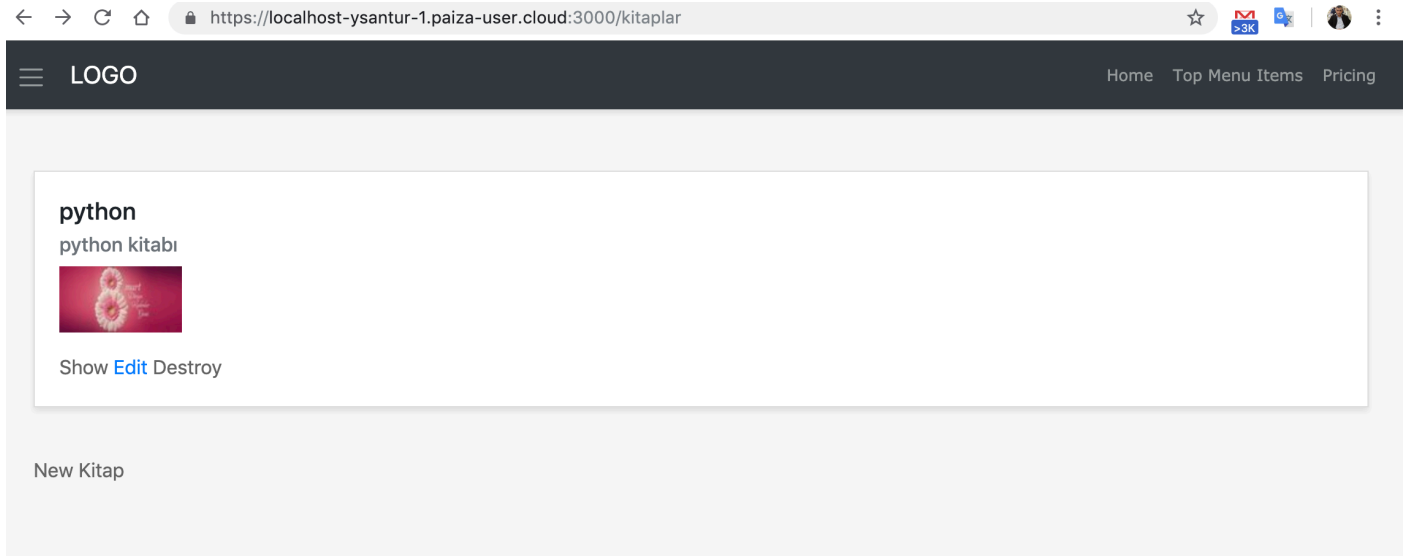 https://localhost-ysantur-1.paiza-user.cloud:3000/kitaplar
>3K
LOGO
Home Top Menu Items Pricing
python
python kitabı
mart
Show Edit Destroy
New Kitap